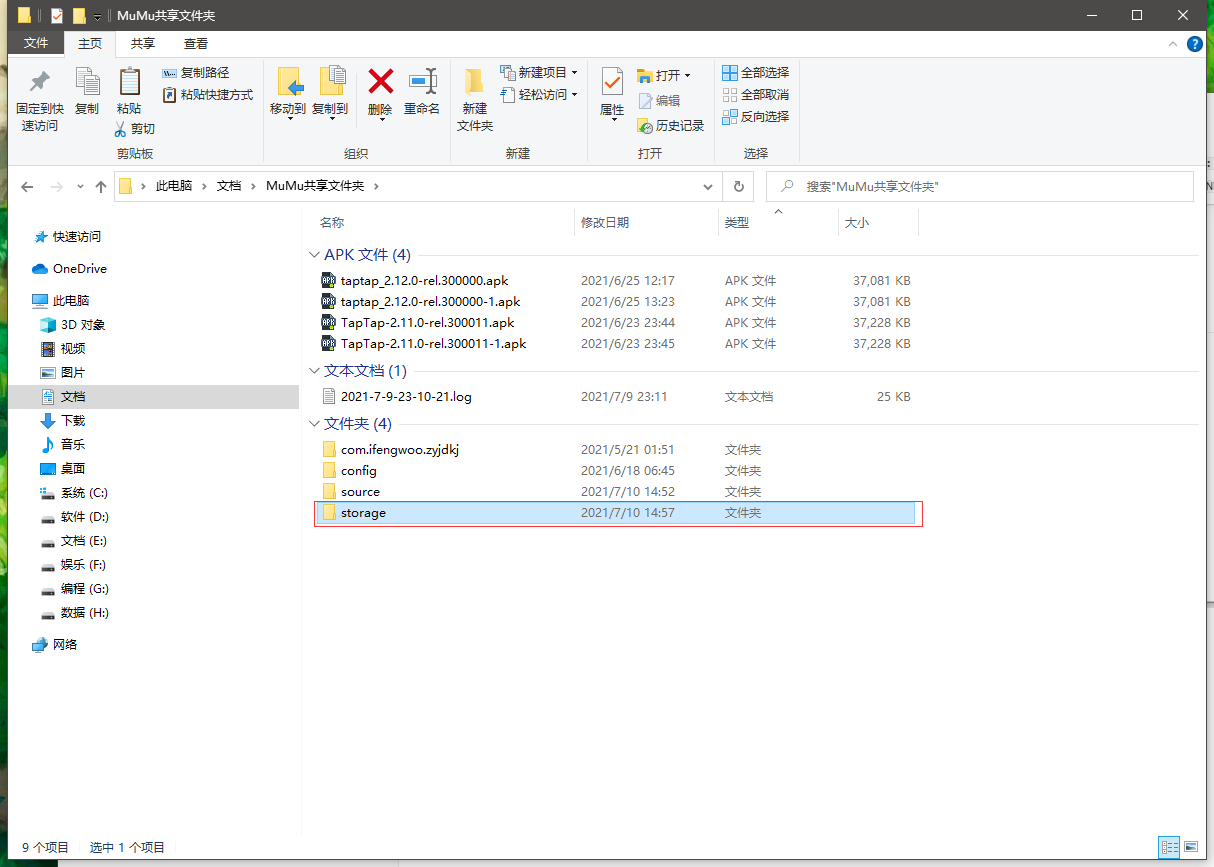 MuMu共享文件夹
文件 主页 共享 查看
固定到快速访问
复制
粘贴
复制路径
粘贴快捷方式
剪切
剪贴板
移动到 复制到 删除 重命名
组织
新建文件夹
新建项目
轻松访问
新建
属性
打开
编辑
历史记录
打开
全部选择
全部取消
反向选择
选择
此电脑 文档 MuMu共享文件夹
搜索"MuMu共享文件夹"
快速访问
OneDrive
此电脑
3D 对象
视频
图片
文档
下载
音乐
桌面
系统 (C:)
软件 (D:)
文档 (E:)
娱乐 (F:)
编程 (G:)
数据 (H:)
网络
名称 修改日期 类型 大小
APK 文件 (4)
taptap_2.12.0-rel.300000.apk 2021/6/25 12:17 APK 文件 37,081 KB
taptap_2.12.0-rel.300000-1.apk 2021/6/25 13:23 APK 文件 37,081 KB
TapTap-2.11.0-rel.300011.apk 2021/6/23 23:44 APK 文件 37,228 KB
TapTap-2.11.0-rel.300011-1.apk 2021/6/23 23:45 APK 文件 37,228 KB
文本文档 (1)
2021-7-9-23-10-21.log 2021/7/9 23:11 文本文档 25 KB
文件夹 (4)
com.ifengwoo.zyjdkj 2021/5/21 01:51 文件夹
config 2021/6/18 06:45 文件夹
source 2021/7/10 14:52 文件夹
storage 2021/7/10 14:57 文件夹
9 个项目 选中 1 个项目